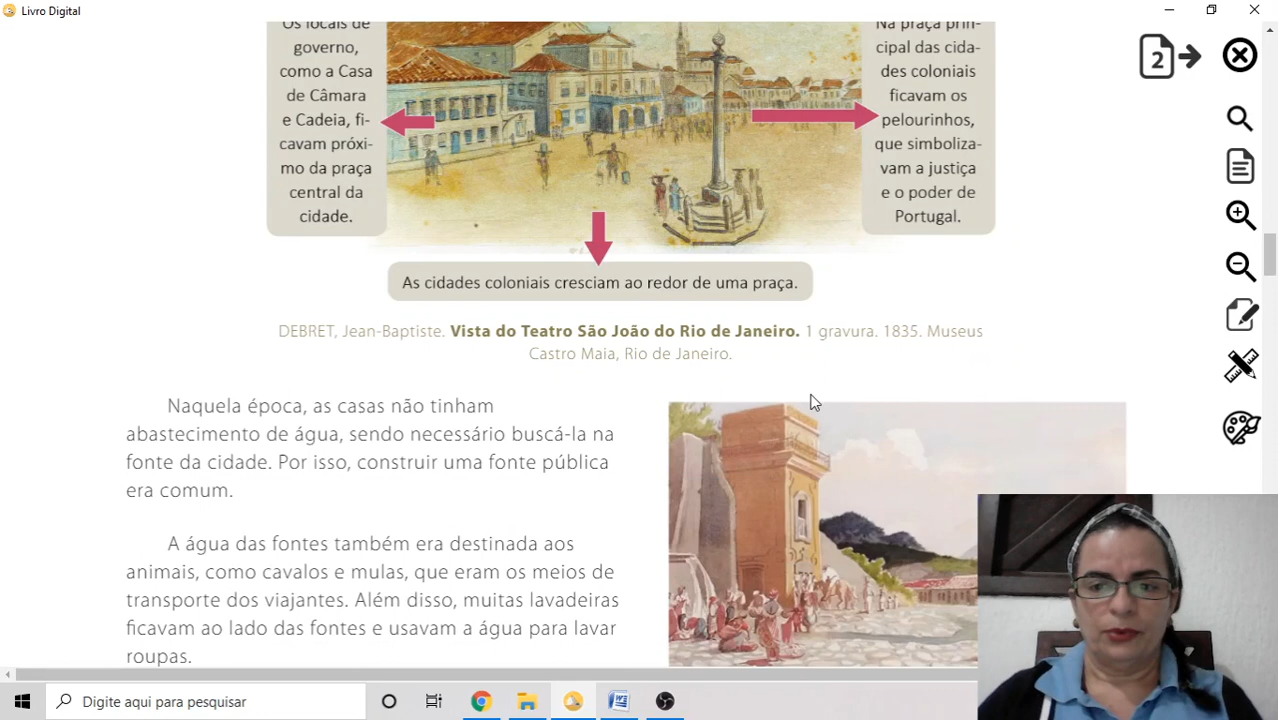 Livro Digital
Os locais de
governo,
como a Casa
de Câmara
e Cadeia, fi-
cavam próxi-
mo da praça
central da
cidade.
Na praça prin-
cipal das cida-
des coloniais
ficavam os
pelourinhos,
que simboliza-
vam a justiça
e o poder de
Portugal.
2
As cidades coloniais cresciam ao redor de uma praça.
DEBRET, Jean-Baptiste. Vista do Teatro São João do Rio de Janeiro. 1 gravura. 1835. Museus
Castro Maia, Rio de Janeiro.
Naquela época, as casas não tinham
abastecimento de água, sendo necessário buscá-la na
fonte da cidade. Por isso, construir uma fonte pública
era comum.
A água das fontes também era destinada aos
animais, como cavalos e mulas, que eram os meios de
transporte dos viajantes. Além disso, muitas lavadeiras
ficavam ao lado das fontes e usavam a água para lavar
roupas.
Digite aqui para pesquisar